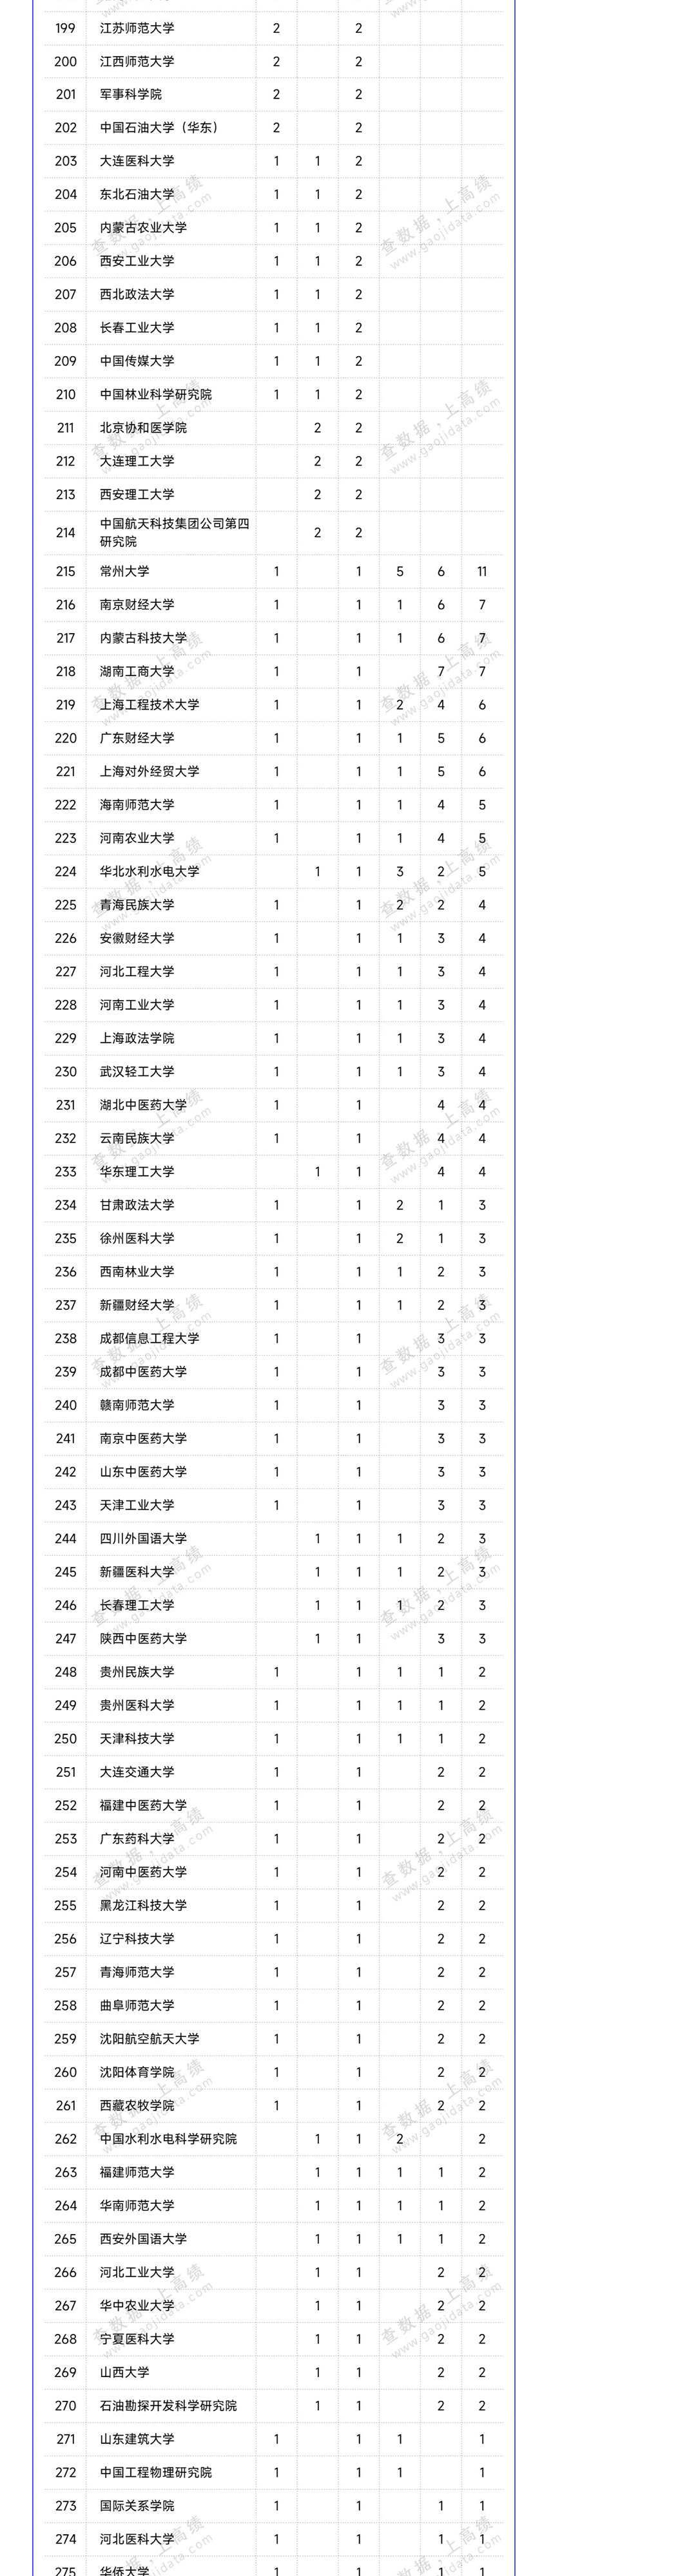 199 江苏师范大学 2 2
200 江西师范大学 2 2
201 军事科学院 2 2
202 中国石油大学（华东） 2 2
203 大连医科大学 1 1 2
204 东北石油大学 1 1 2
205 内蒙古农业大学 1 1 2
206 西安工业大学 1 1 2
207 西北政法大学 1 1 2
208 长春工业大学 1 1 2
209 中国传媒大学 1 1 2
210 中国林业科学研究院 1 1 2
211 北京协和医学院 2 2
212 大连理工大学 2 2
213 西安理工大学 2 2
214 中国航天科技集团公司第四
研究院 2 2
215 常州大学 1 1 5 6 11
216 南京财经大学 1 1 1 6 7
217 内蒙古科技大学 1 1 1 6 7
218 湖南工商大学 1 1 7 7
219 上海工程技术大学 1 1 2 4 6
220 广东财经大学 1 1 1 5 6
221 上海对外经贸大学 1 1 1 5 6
222 海南师范大学 1 1 1 4 5
223 河南农业大学 1 1 1 4 5
224 华北水利水电大学 1 1 3 2 5
225 青海民族大学 1 1 2 2 4
226 安徽财经大学 1 1 1 3 4
227 河北工程大学 1 1 1 3 4
228 河南工业大学 1 1 1 3 4
229 上海政法学院 1 1 1 3 4
230 武汉轻工大学 1 1 1 3 4
231 湖北中医药大学 1 1 4 4
232 云南民族大学 1 1 4 4
233 华东理工大学 1 1 4 4
234 甘肃政法大学 1 1 2 1 3
235 徐州医科大学 1 1 2 1 3
236 西南林业大学 1 1 1 2 3
237 新疆财经大学 1 1 1 2 3
238 成都信息工程大学 1 1 3 3
239 成都中医药大学 1 1 3 3
240 赣南师范大学 1 1 3 3
241 南京中医药大学 1 1 3 3
242 山东中医药大学 1 1 3 3
243 天津工业大学 1 1 3 3
244 四川外国语大学 1 1 1 2 3
245 新疆医科大学 1 1 1 2 3
246 长春理工大学 1 1 1 2 3
247 陕西中医药大学 1 1 3 3
248 贵州民族大学 1 1 1 1 2
249 贵州医科大学 1 1 1 1 2
250 天津科技大学 1 1 1 1 2
251 大连交通大学 1 1 2 2
252 福建中医药大学 1 1 2 2
253 广东药科大学 1 1 2 2
254 河南中医药大学 1 1 2 2
255 黑龙江科技大学 1 1 2 2
256 辽宁科技大学 1 1 2 2
257 青海师范大学 1 1 2 2
258 曲阜师范大学 1 1 2 2
259 沈阳航空航天大学 1 1 2 2
260 沈阳体育学院 1 1 2 2
261 西藏农牧学院 1 1 2 2
262 中国水利水电科学研究院 1 1 2 2
263 福建师范大学 1 1 1 1 2
264 华南师范大学 1 1 1 1 2
265 西安外国语大学 1 1 1 1 2
266 河北工业大学 1 1 2 2
267 华中农业大学 1 1 2 2
268 宁夏医科大学 1 1 2 2
269 山西大学 1 1 2 2
270 石油勘探开发科学研究院 1 1 2 2
271 山东建筑大学 1 1 1 1
272 中国工程物理研究院 1 1 1 1
273 国际关系学院 1 1 1 1
274 河北医科大学 1 1 1 1
275 华侨大学 1 1 1 1
查数据，上高绩
www.gaojidata.com